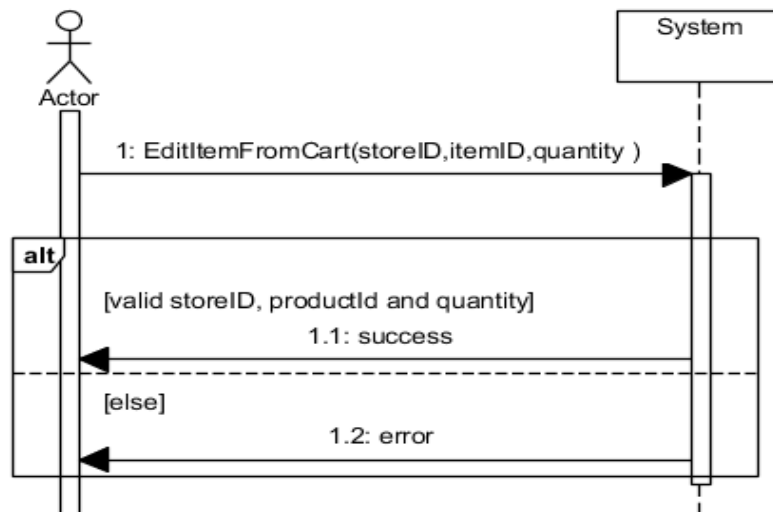 System
Actor
1: EditItemFromCart(storeID,itemID,quantity )
alt
[valid storeID, productId and quantity]
1.1: success
[else]
1.2: error